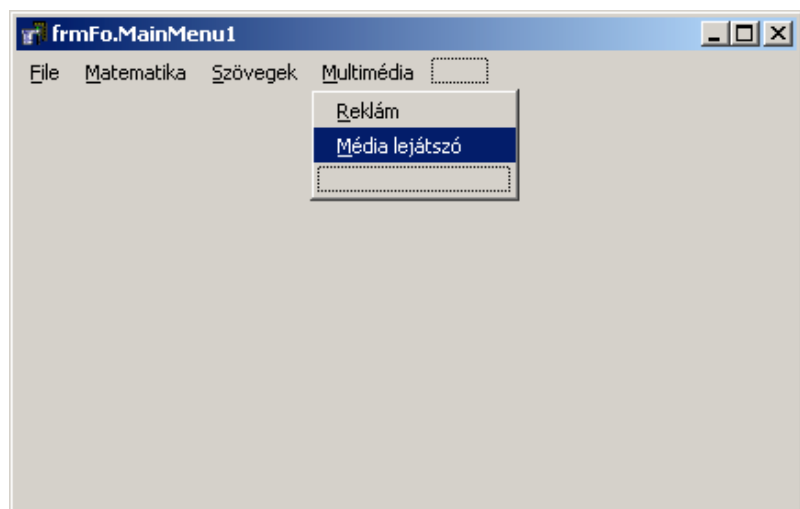 frmFo.MainMenu1
File Matematika Szövegek Multimédia
Reklám
Média lejátszó